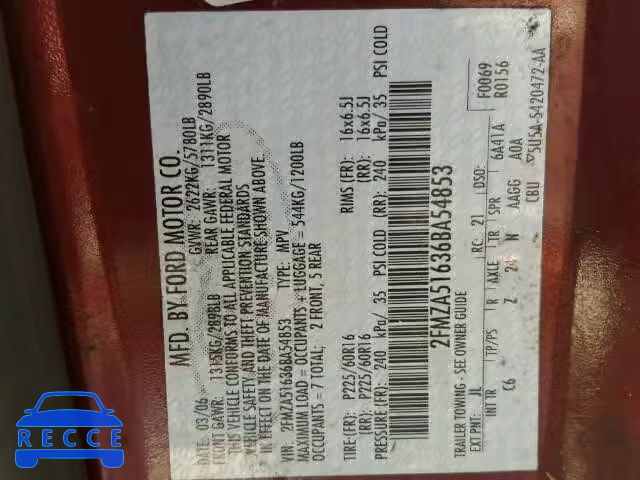 MFD. BY FORD MOTOR CO.
DATE: 03/06 GVWR: 2622KG/5780LB
FRONT GAWR: 1315KG/2898LB REAR GAWR: 1311KG/2890LB
THIS VEHICLE CONFORMS TO ALL APPLICABLE FEDERAL MOTOR
VEHICLE SAFETY AND THEFT PREVENTION STANDARDS
IN EFFECT ON THE DATE OF MANUFACTURE SHOWN ABOVE.
VIN: 2FMZA51636BA54853 TYPE: MPV
MAXIMUM LOAD = OCCUPANTS + LUGGAGE = 544KG/1200LB
OCCUPANTS = 7 TOTAL: 2 FRONT, 5 REAR
TIRE(FR): P225/60R16 RIMS (FR): 16x6.5J
(RR): P225/60R16 (RR): 16x6.5J
PRESSURE(FR): 240 kPa/ 35 PSI COLD (RR): 240 kPa/ 35 PSI COLD
2FMZA51636BA54853
TRAILER TOWING - SEE OWNER GUIDE F0069
EXT PNT: JL RC: 21 DSO: R0156
INT TR TP/PS R AXLE TR SPR 6A41A
C6 Z 24 N AAGG AOA
CBU 5U5A-5420472-AA
RECCE